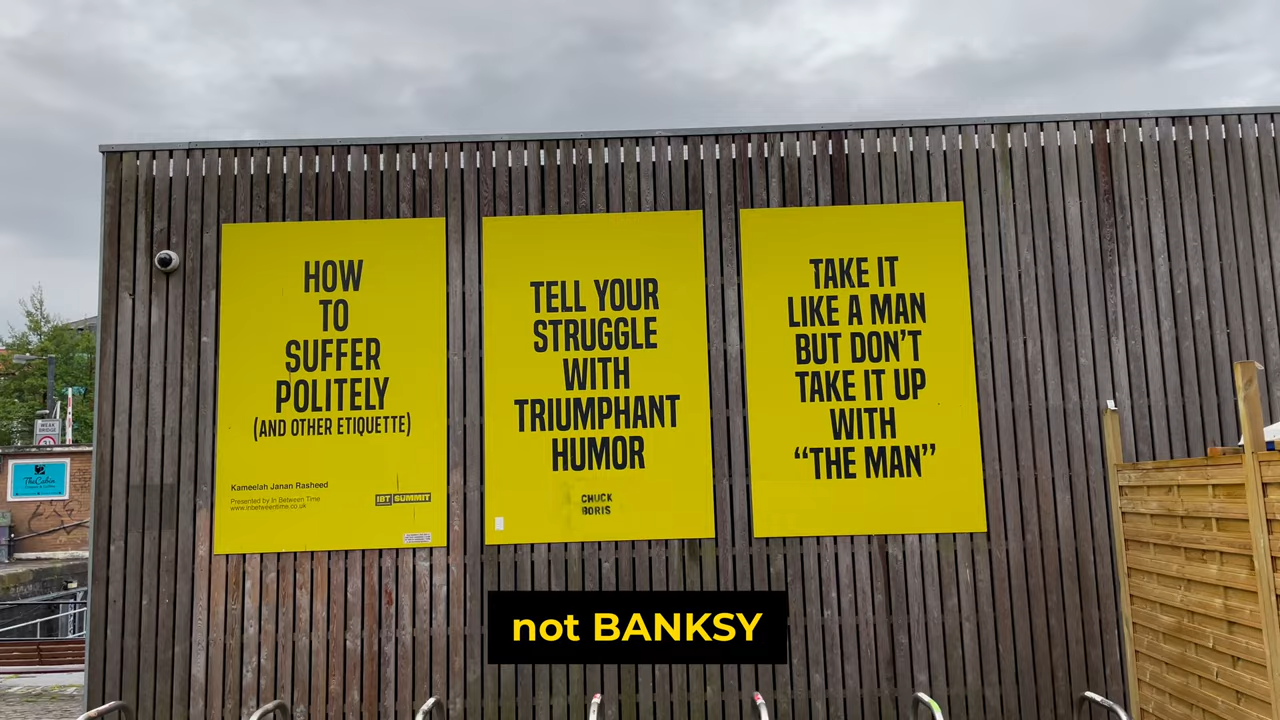 HOW
TO
SUFFER
POLITELY
(AND OTHER ETIQUETTE)
Kameelah Janan Rasheed
Presented by In Between Time
www.inbetweentime.co.uk
IBT SUMMIT
TELL YOUR
STRUGGLE
WITH
TRIUMPHANT
HUMOR
CHUCK
BORIS
TAKE IT
LIKE A MAN
BUT DON'T
TAKE IT UP
WITH
“THE MAN”
WEAK
BRIDGE
TheCabin
not BANKSY